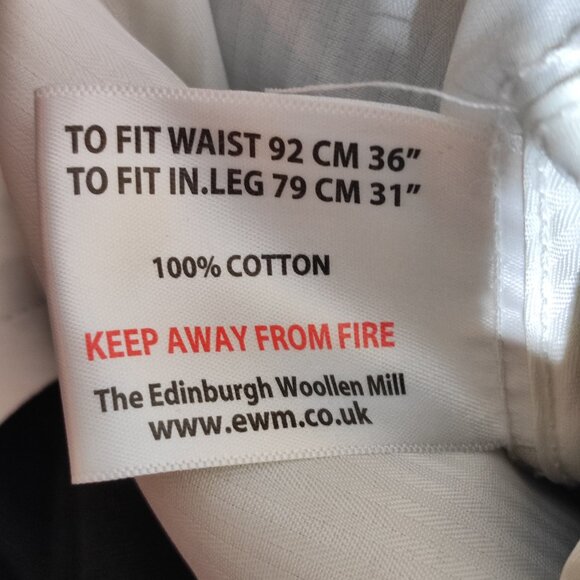 TO FIT WAIST 92 CM 36”
TO FIT IN.LEG 79 CM 31”
100% COTTON
KEEP AWAY FROM FIRE
The Edinburgh Woollen Mill
www.ewm.co.uk